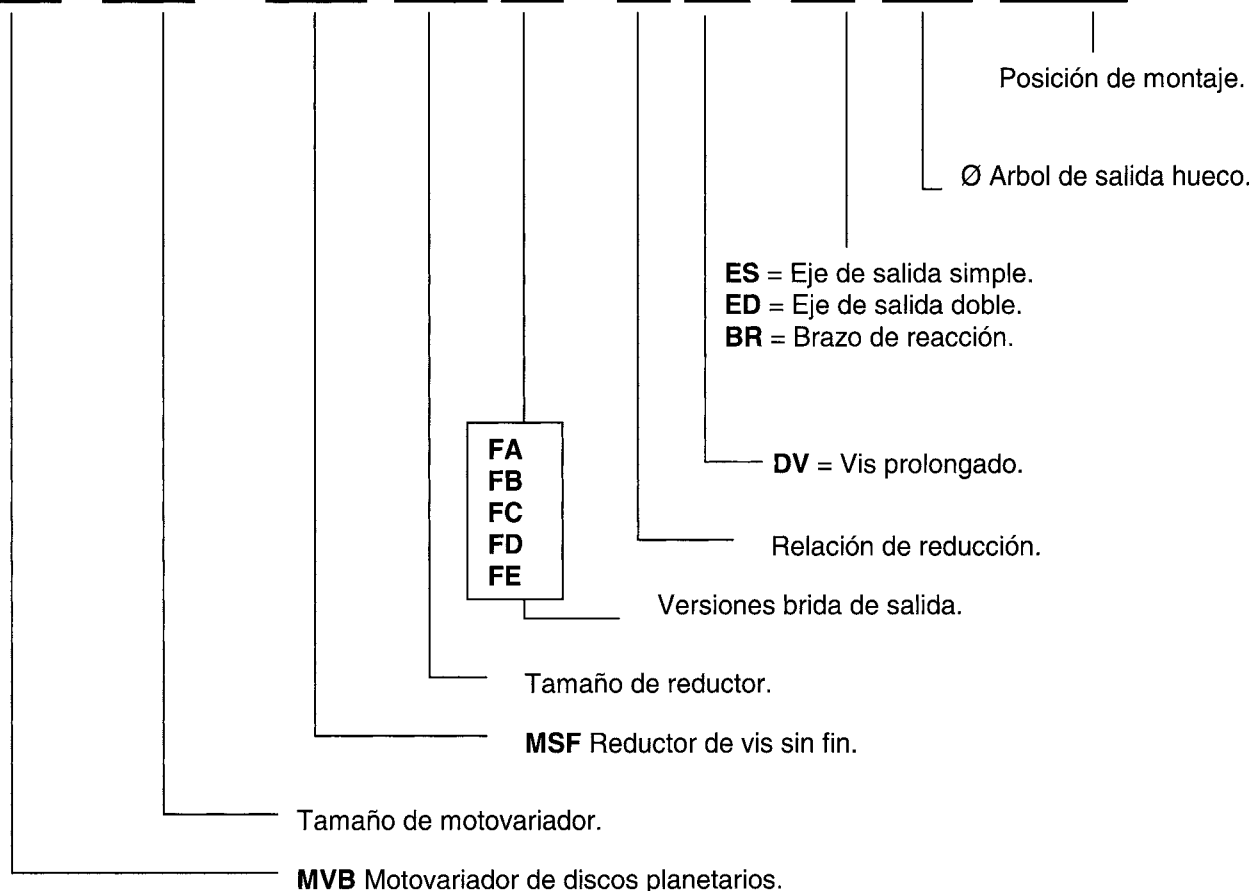 Posición de montaje.
Ø Arbol de salida hueco.
ES = Eje de salida simple.
ED = Eje de salida doble.
BR = Brazo de reacción.
FA
FB
FC
FD
FE
DV = Vis prolongado.
Relación de reducción.
Versiones brida de salida.
Tamaño de reductor.
MSF Reductor de vis sin fin.
Tamaño de motovariador.
MVB Motovariador de discos planetarios.